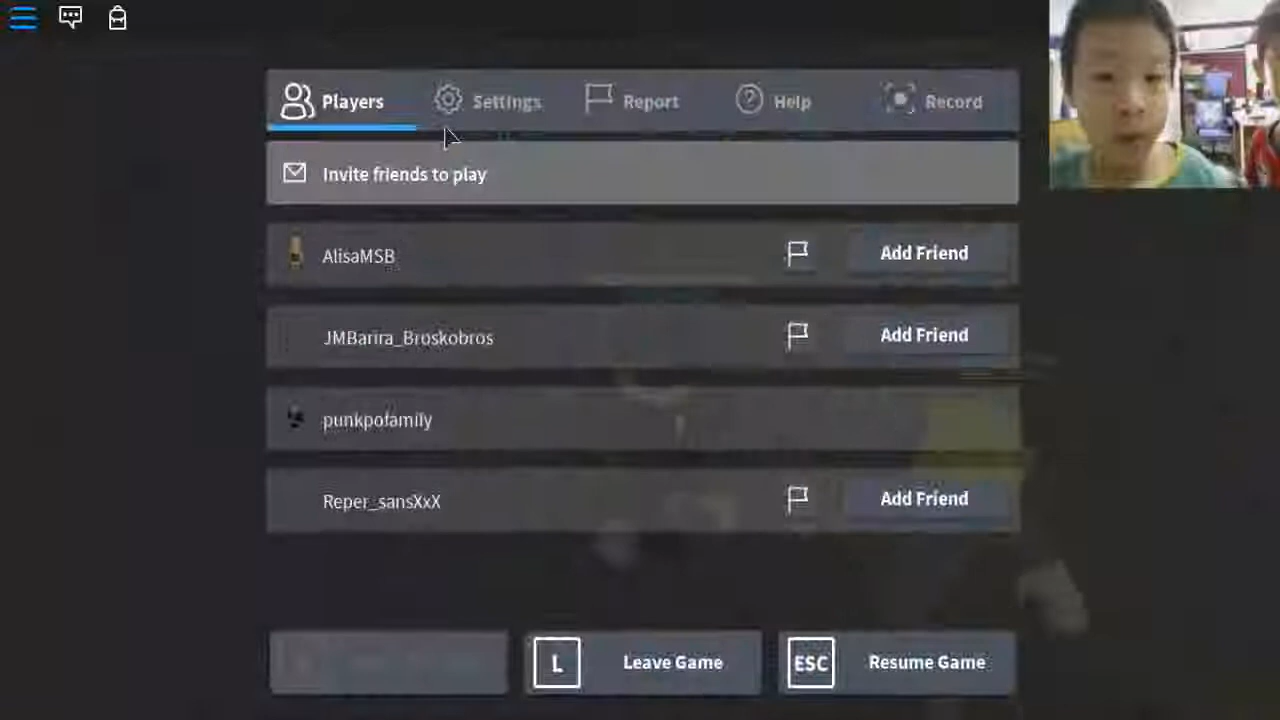 Players
Settings
Report
Help
Record
Invite friends to play
AlisaMSB
Add Friend
JMBarira_Broskobros
Add Friend
punkpofamily
Reper_sansXxX
Add Friend
L
Leave Game
ESC
Resume Game